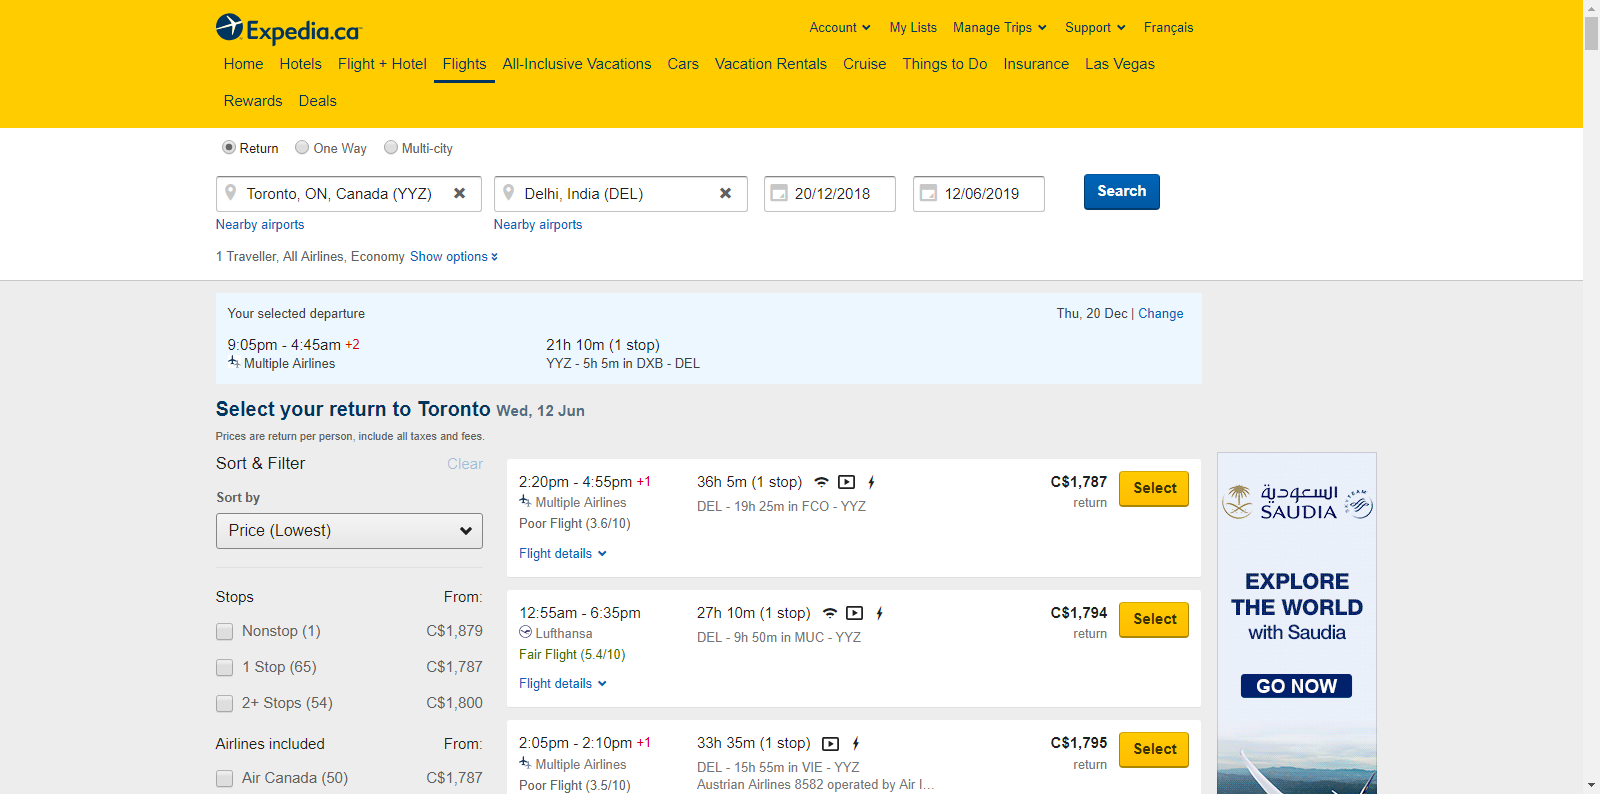 Expedia.ca
Account My Lists Manage Trips Support Français
Home Hotels Flight + Hotel Flights All-Inclusive Vacations Cars Vacation Rentals Cruise Things to Do Insurance Las Vegas
Rewards Deals
Return One Way Multi-city
Toronto, ON, Canada (YYZ) Delhi, India (DEL) 20/12/2018 12/06/2019 Search
Nearby airports Nearby airports
1 Traveller, All Airlines, Economy Show options
Your selected departure Thu, 20 Dec | Change
9:05pm - 4:45am +2 21h 10m (1 stop)
Multiple Airlines YYZ - 5h 5m in DXB - DEL
Select your return to Toronto Wed, 12 Jun
Prices are return per person, include all taxes and fees.
Sort & Filter Clear
Sort by
Price (Lowest)
Stops From:
Nonstop (1) C$1,879
1 Stop (65) C$1,787
2+ Stops (54) C$1,800
Airlines included From:
Air Canada (50) C$1,787
2:20pm - 4:55pm +1 36h 5m (1 stop) C$1,787 Select
Multiple Airlines DEL - 19h 25m in FCO - YYZ return
Poor Flight (3.6/10)
Flight details
12:55am - 6:35pm 27h 10m (1 stop) C$1,794 Select
Lufthansa DEL - 9h 50m in MUC - YYZ return
Fair Flight (5.4/10)
Flight details
2:05pm - 2:10pm +1 33h 35m (1 stop) C$1,795 Select
Multiple Airlines DEL - 15h 55m in VIE - YYZ return
Poor Flight (3.5/10) Austrian Airlines 8582 operated by Air I...
السعودية
SAUDIA
SKYTEAM
EXPLORE
THE WORLD
with Saudia
GO NOW